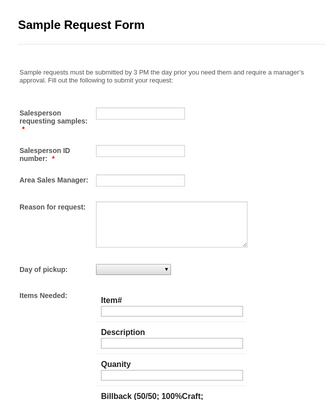 Sample Request Form
Sample requests must be submitted by 3 PM the day prior you need them and require a manager's
approval. Fill out the following to submit your request:
Salesperson
requesting samples:
*
Salesperson ID
number: *
Area Sales Manager:
Reason for request:
Day of pickup:
Items Needed:
Item#
Description
Quanity
Billback (50/50; 100%Craft;